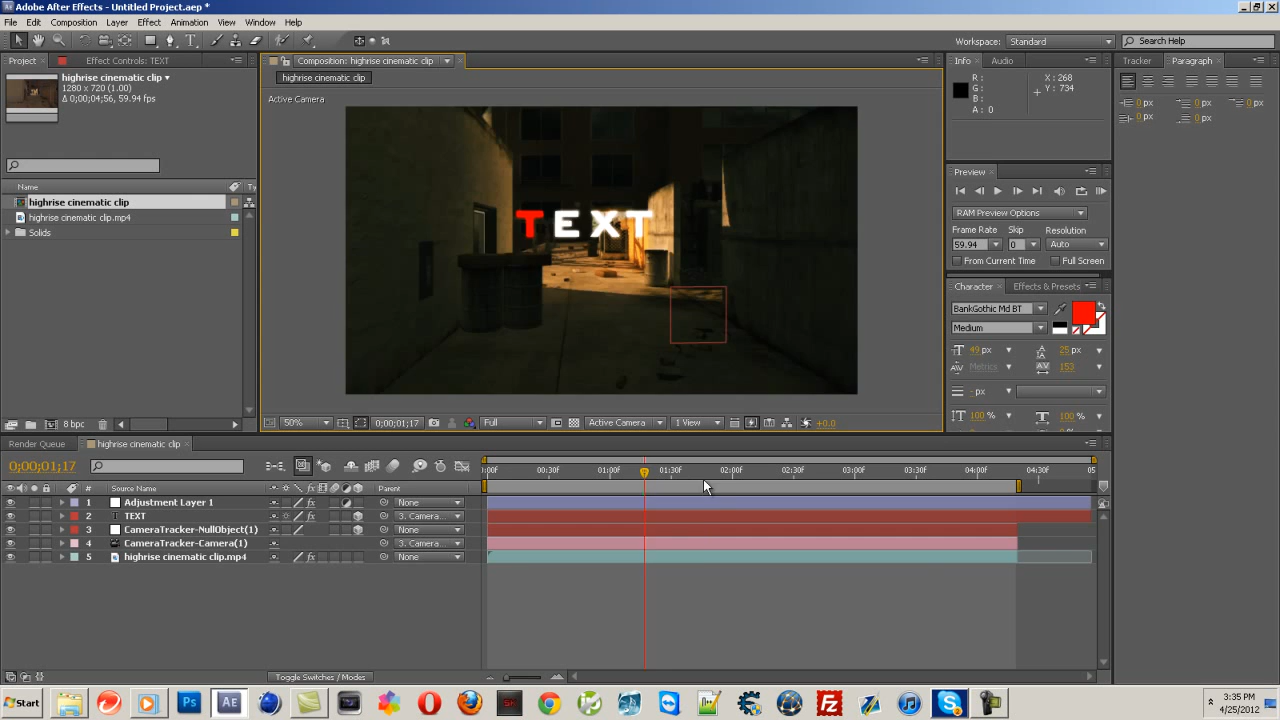 Adobe After Effects - Untitled Project.aep *
File Edit Composition Layer Effect Animation View Window Help
Workspace: Standard Search Help
Project Effect Controls: TEXT Composition: highrise cinematic clip Info Audio Tracker Paragraph
highrise cinematic clip
1280 x 720 (1.00)
Δ 0;00;04;56, 59.94 fps
highrise cinematic clip
Active Camera
R:
G:
B:
A: 0
X: 268
Y: 734
0 px 0 px 0 px
0 px 0 px
Name Ty
highrise cinematic clip
highrise cinematic clip.mp4
Solids
TEXT
Preview
RAM Preview Options
Frame Rate Skip Resolution
59.94 0 Auto
From Current Time Full Screen
Character Effects & Presets
BankGothic Md BT
Medium
49 px 25 px
Metrics 153
- px
100 % 100 %
8 bpc
50% 0;00;01;17 Full Active Camera 1 View +0.0
Render Queue highrise cinematic clip
0;00;01;17
:00f 00:30f 01:00f 01:30f 02:00f 02:30f 03:00f 03:30f 04:00f 04:30f 05
# Source Name Parent
1 Adjustment Layer 1 None
2 T TEXT 3. Camera...
3 CameraTracker-NullObject(1) None
4 CameraTracker-Camera(1) 3. Camera...
5 highrise cinematic clip.mp4 None
Toggle Switches / Modes
Start Ps AE Fz
3:35 PM
4/25/2012